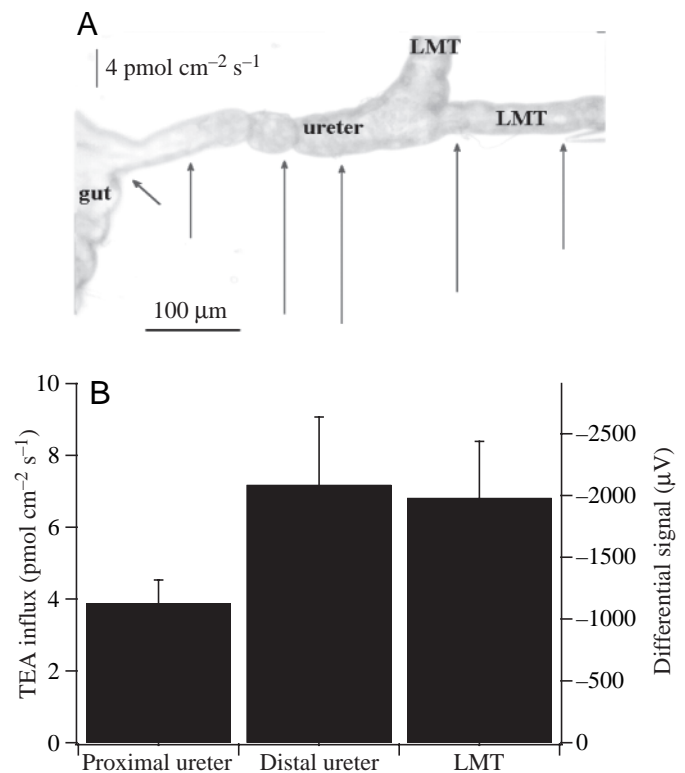 A
LMT
4 pmol cm⁻² s⁻¹
ureter
LMT
gut
100 µm
B
10
8
6
4
2
0
TEA influx (pmol cm⁻² s⁻¹)
–2500
–2000
–1500
–1000
–500
0
Differential signal (µV)
Proximal ureter Distal ureter LMT